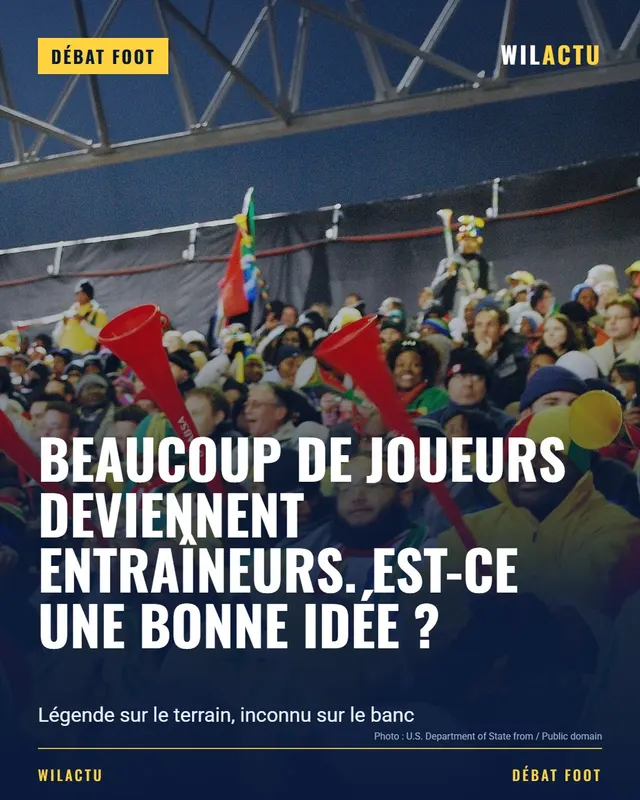 DÉBAT FOOT
WILACTU
BEAUCOUP DE JOUEURS
DEVIENNENT
ENTRAÎNEURS. EST-CE
UNE BONNE IDÉE ?
Légende sur le terrain, inconnu sur le banc
Photo : U.S. Department of State from / Public domain
WILACTU
DÉBAT FOOT